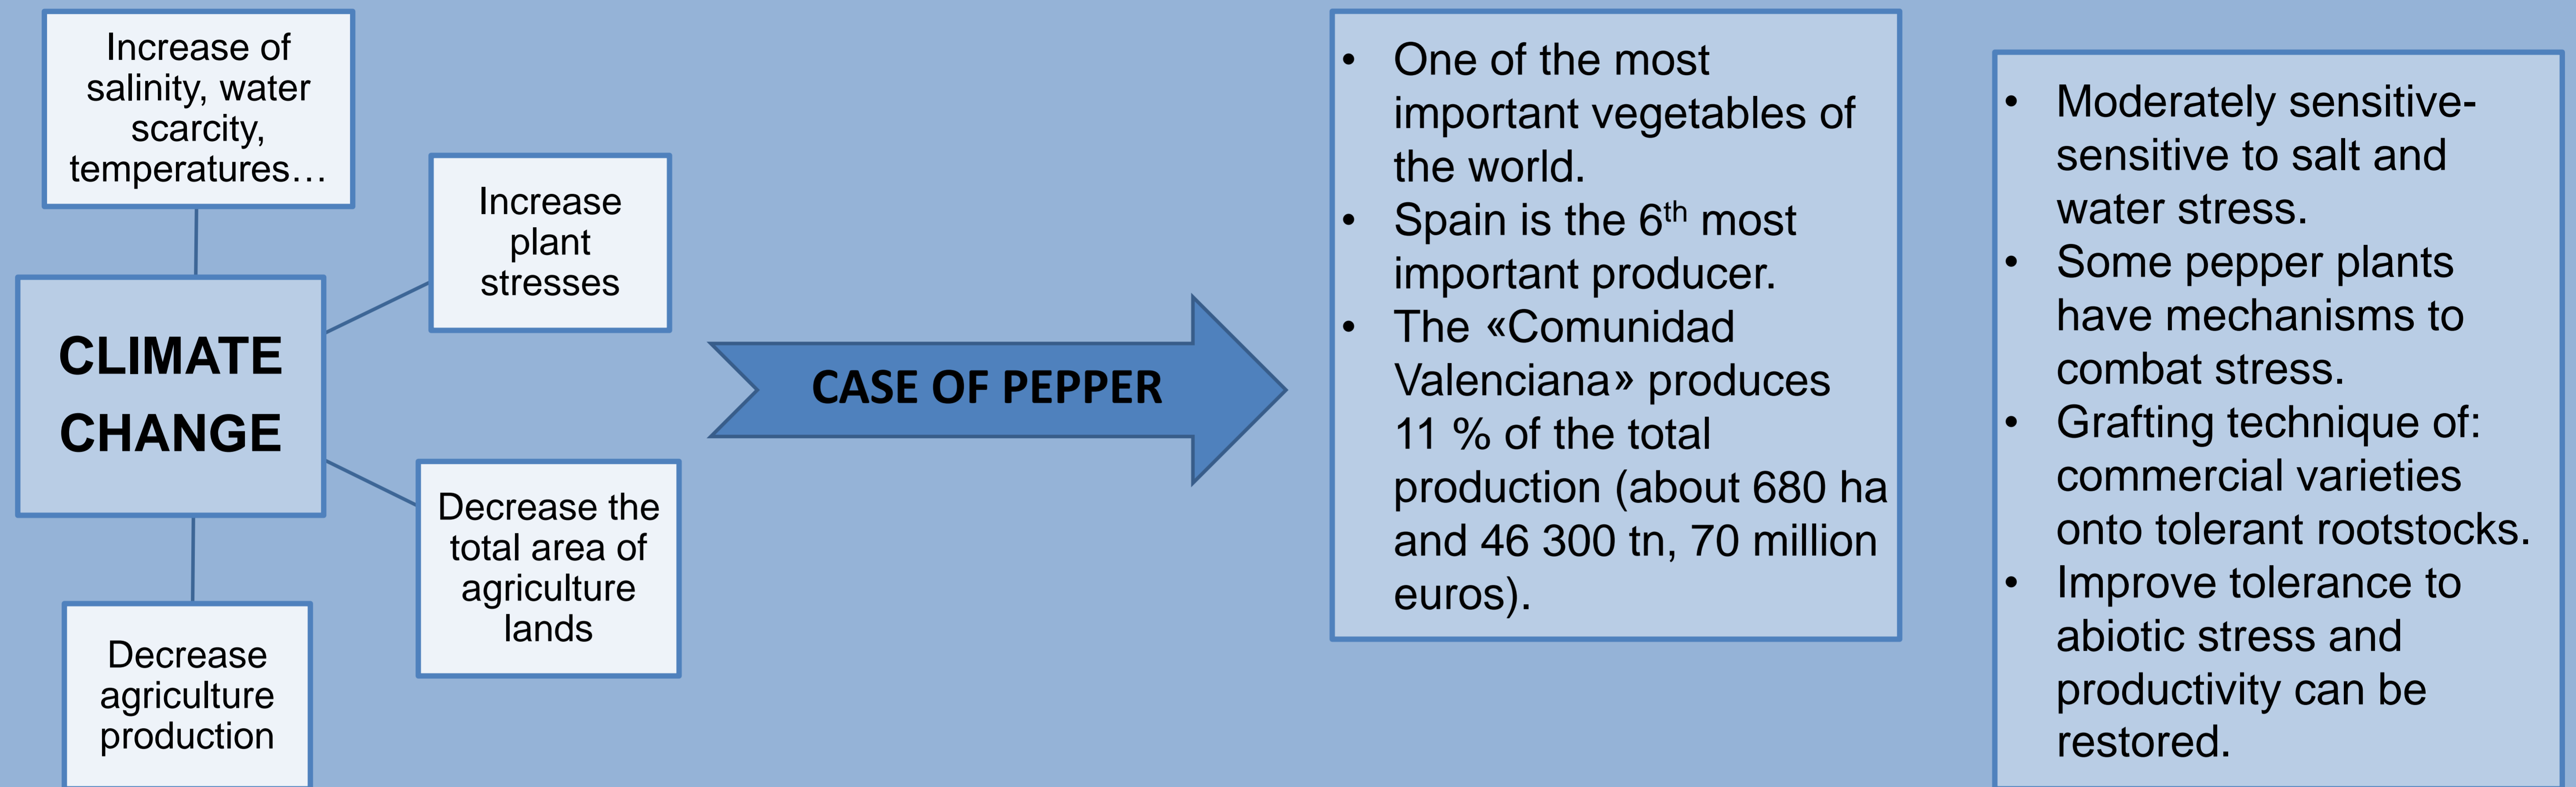 Increase of
salinity, water
scarcity,
temperatures…
Increase
plant
stresses
CLIMATE
CHANGE
Decrease the
total area of
agriculture
lands
Decrease
agriculture
production
CASE OF PEPPER
• One of the most
important vegetables of
the world.
• Spain is the 6th most
important producer.
• The «Comunidad
Valenciana» produces
11 % of the total
production (about 680 ha
and 46 300 tn, 70 million
euros).
• Moderately sensitive-
sensitive to salt and
water stress.
• Some pepper plants
have mechanisms to
combat stress.
• Grafting technique of:
commercial varieties
onto tolerant rootstocks.
• Improve tolerance to
abiotic stress and
productivity can be
restored.